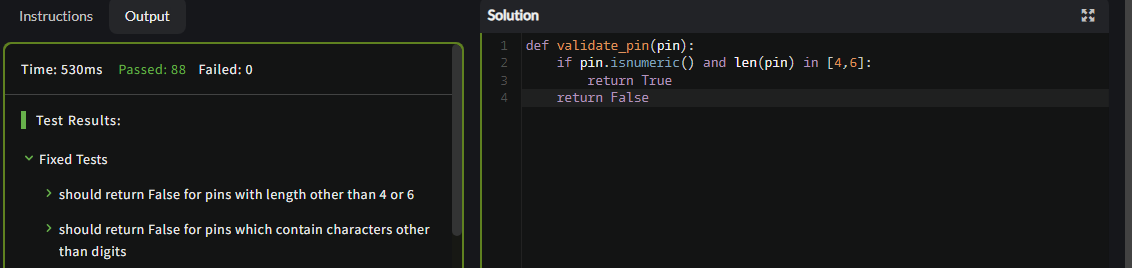 Instructions Output
Time: 530ms Passed: 88 Failed: 0
Test Results:
Fixed Tests
should return False for pins with length other than 4 or 6
should return False for pins which contain characters other
than digits
Solution
1 def validate_pin(pin):
2     if pin.isnumeric() and len(pin) in [4,6]:
3         return True
4     return False